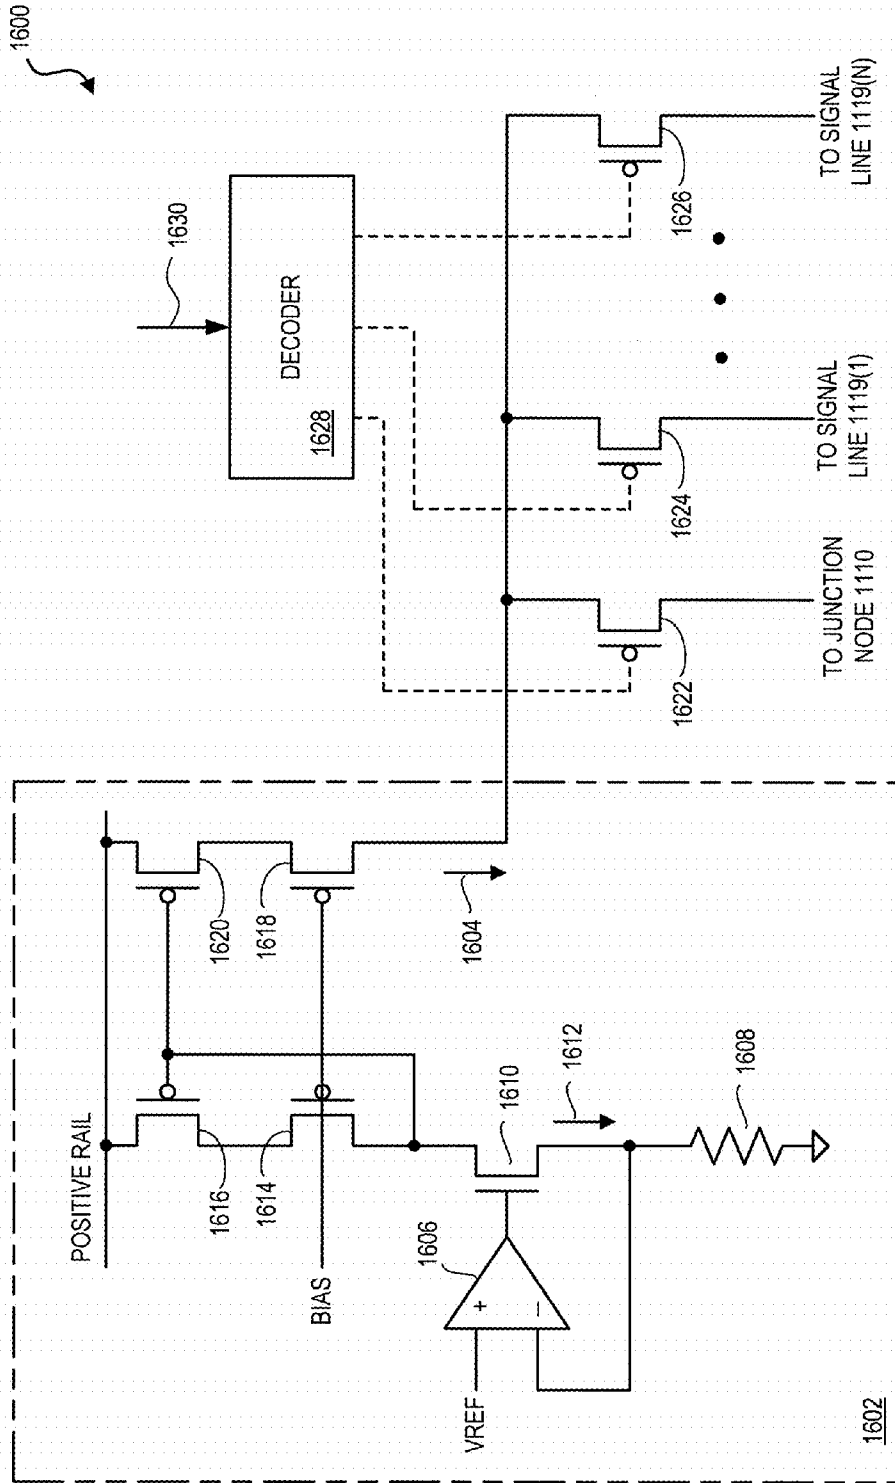 1600
1630
DECODER
1628
POSITIVE RAIL
1616
1620
1614
1618
BIAS
1604
1606
1610
1612
VREF
1608
1602
1622
1624
1626
TO JUNCTION
NODE 1110
TO SIGNAL
LINE 1119(1)
TO SIGNAL
LINE 1119(N)
+
–